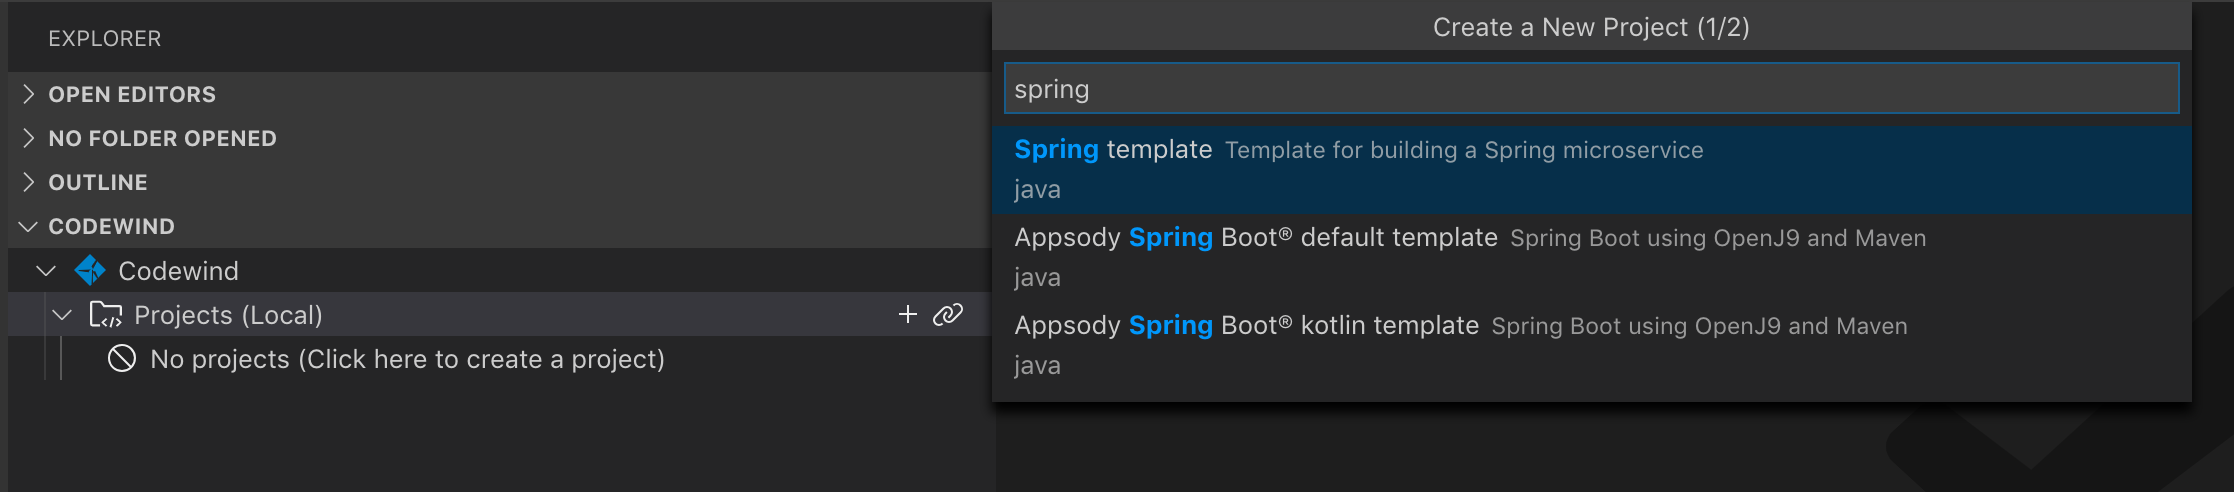 EXPLORER
OPEN EDITORS
NO FOLDER OPENED
OUTLINE
CODEWIND
Codewind
Projects (Local)
No projects (Click here to create a project)
Create a New Project (1/2)
spring
Spring template Template for building a Spring microservice
java
Appsody Spring Boot® default template Spring Boot using OpenJ9 and Maven
java
Appsody Spring Boot® kotlin template Spring Boot using OpenJ9 and Maven
java